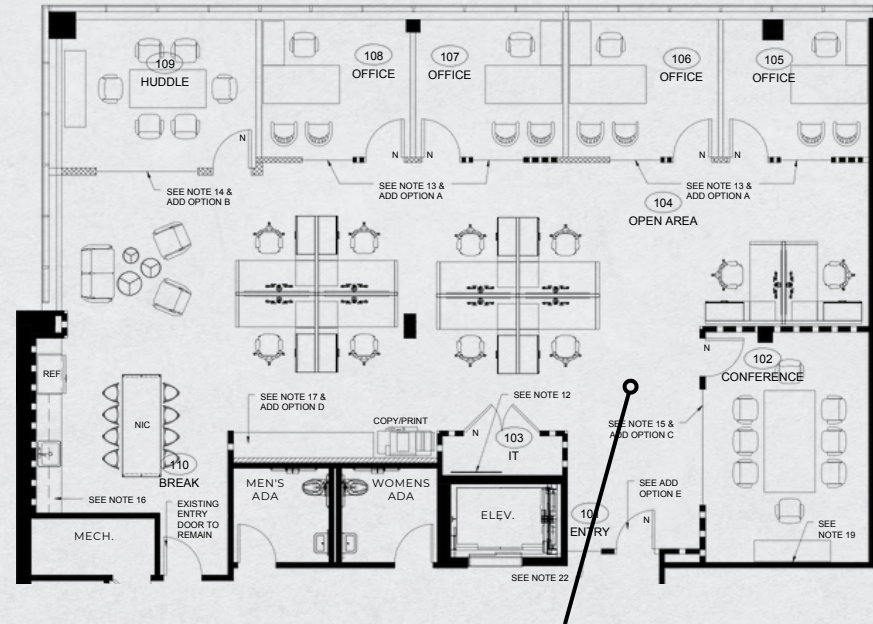 109
HUDDLE
108
OFFICE
107
OFFICE
106
OFFICE
105
OFFICE
N
N
N
N
N
SEE NOTE 14 &
ADD OPTION B
SEE NOTE 13 &
ADD OPTION A
SEE NOTE 13 &
ADD OPTION A
104
OPEN AREA
REF
NIC
110
BREAK
SEE NOTE 16
MECH.
EXISTING
ENTRY
DOOR TO
REMAIN
SEE NOTE 17 &
ADD OPTION D
COPY/PRINT
MEN'S
ADA
WOMENS
ADA
SEE NOTE 12
N
103
IT
ELEV.
SEE NOTE 22
ENTRY
N
SEE ADD
OPTION E
SEE NOTE 15 &
ADD OPTION C
N
102
CONFERENCE
SEE
NOTE 19